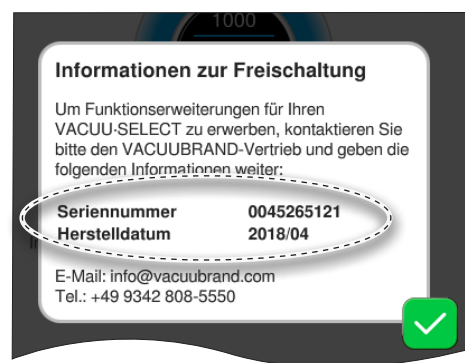 1000
Informationen zur Freischaltung
Um Funktionserweiterungen für Ihren
VACUU·SELECT zu erwerben, kontaktieren Sie
bitte den VACUUBRAND-Vertrieb und geben die
folgenden Informationen weiter:
Seriennummer 0045265121
Herstelldatum 2018/04
E-Mail: info@vacuubrand.com
Tel.: +49 9342 808-5550